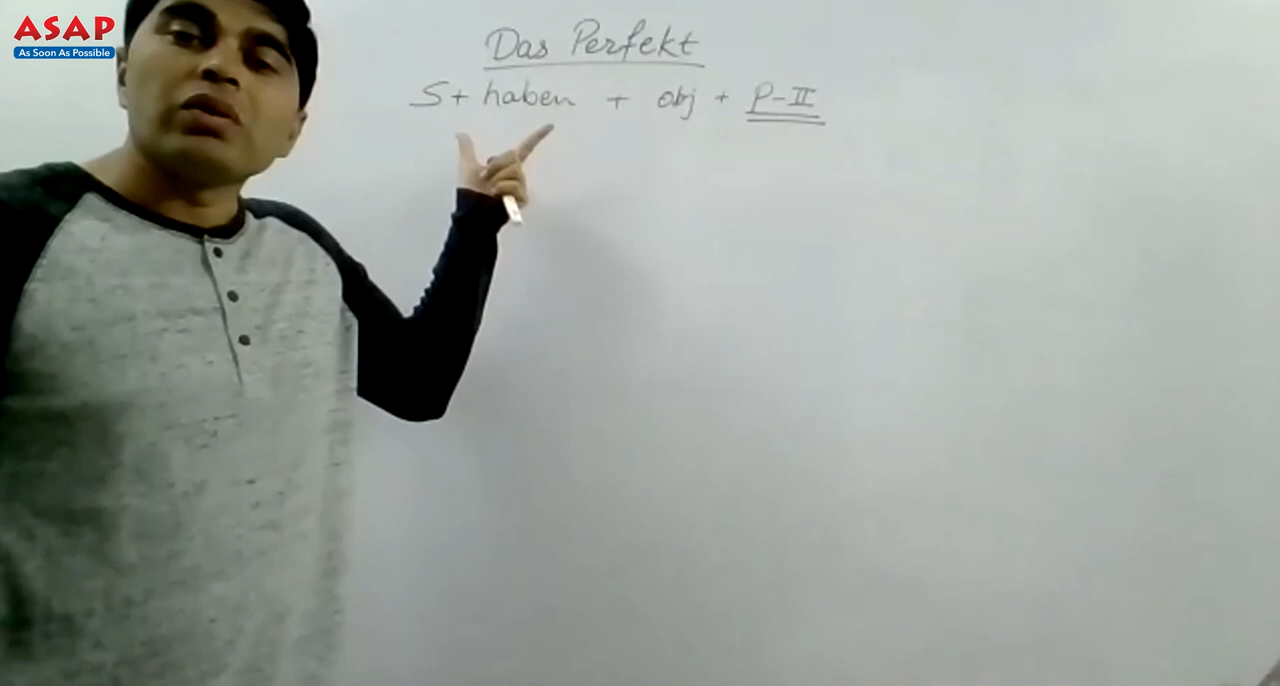 ASAP
As Soon As Possible
Das Perfekt
S + haben + obj + P-II